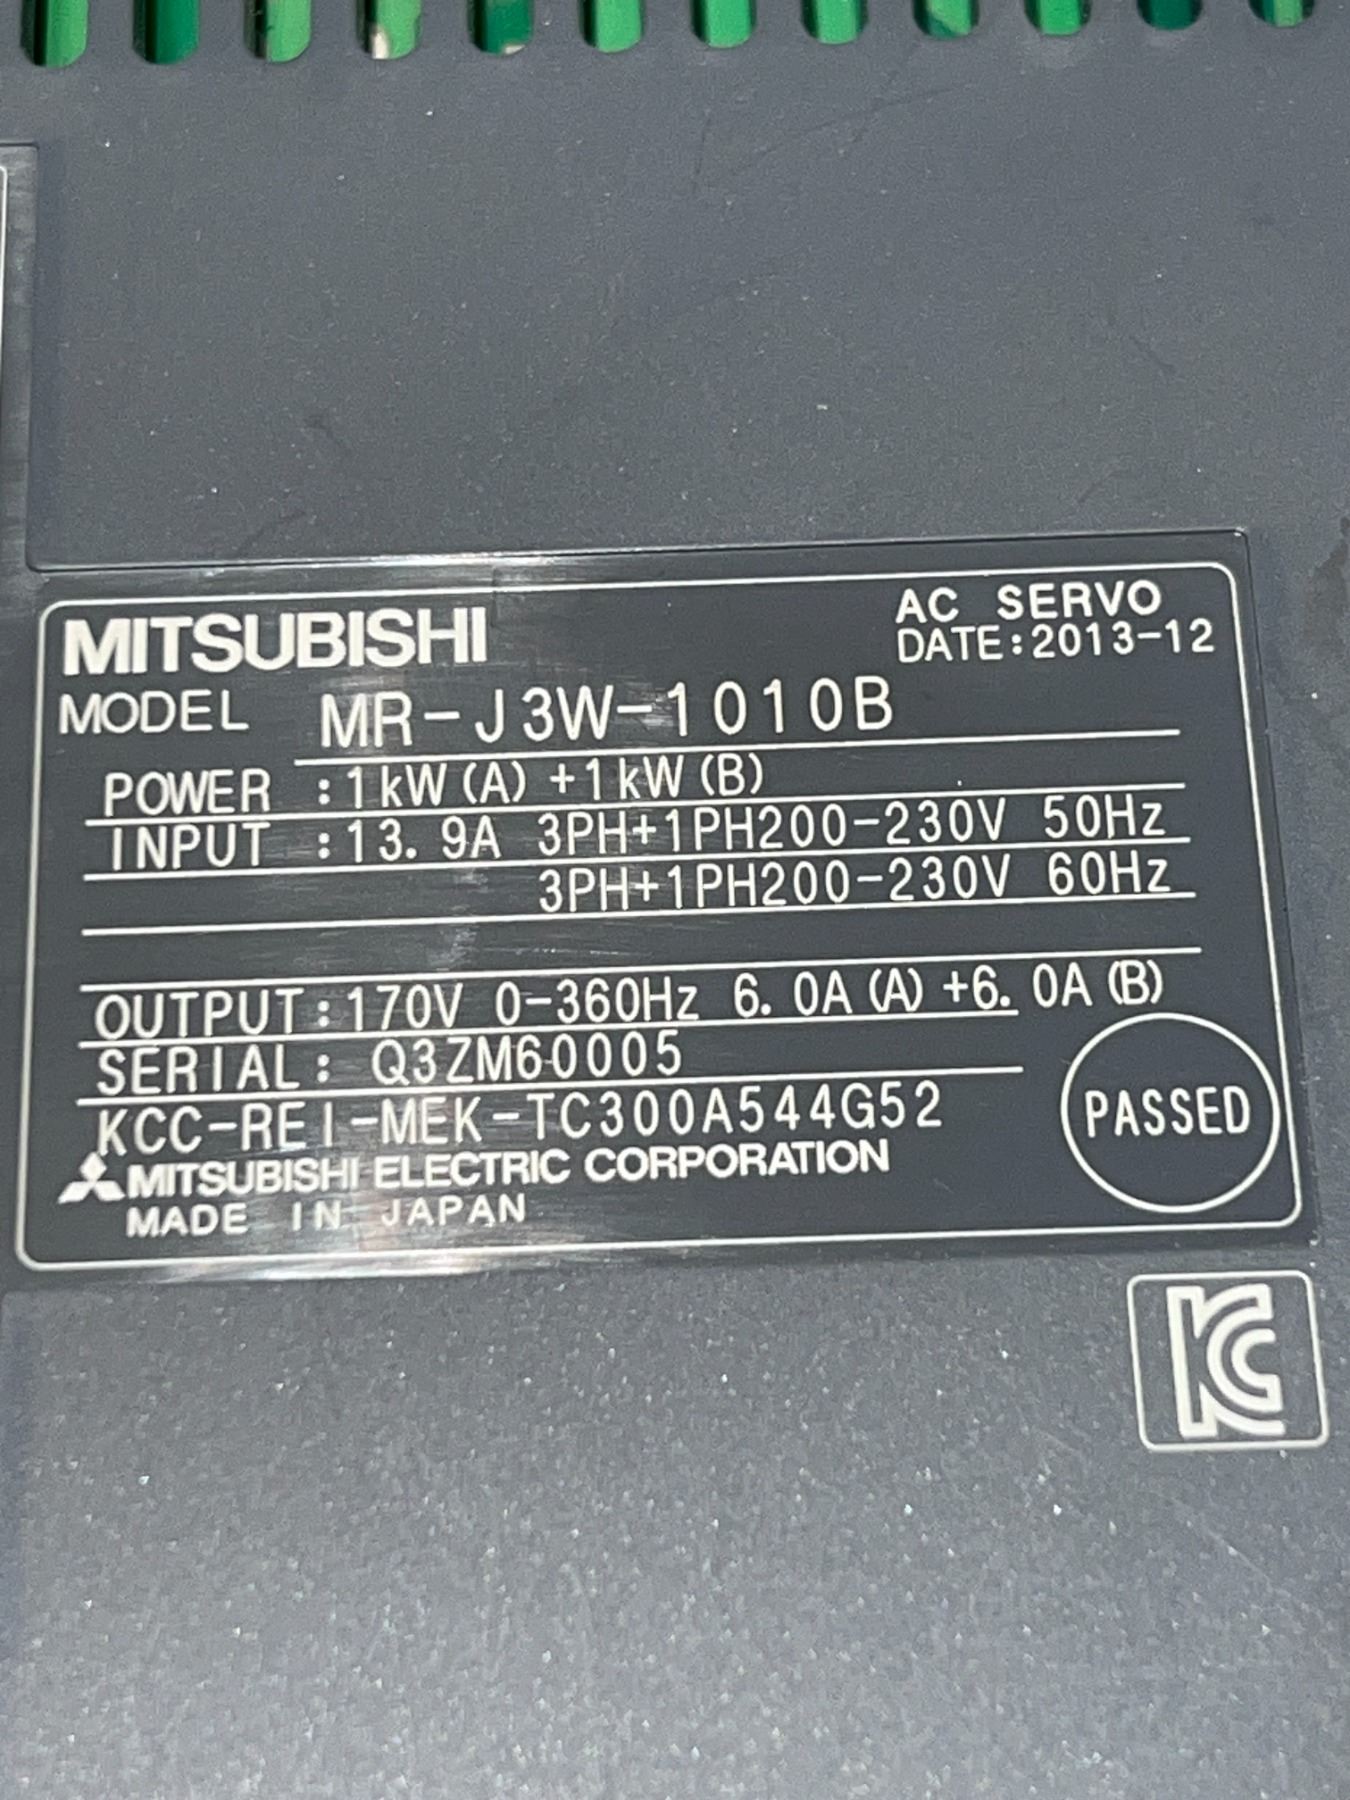 MITSUBISHI
AC SERVO
DATE:2013-12
MODEL MR-J3W-1010B
POWER :1kW(A)+1kW(B)
INPUT :13.9A 3PH+1PH200-230V 50Hz
3PH+1PH200-230V 60Hz
OUTPUT:170V 0-360Hz 6.0A(A)+6.0A(B)
SERIAL: Q3ZM60005
KCC-REI-MEK-TC300A544G52
PASSED
MITSUBISHI ELECTRIC CORPORATION
MADE IN JAPAN
KC